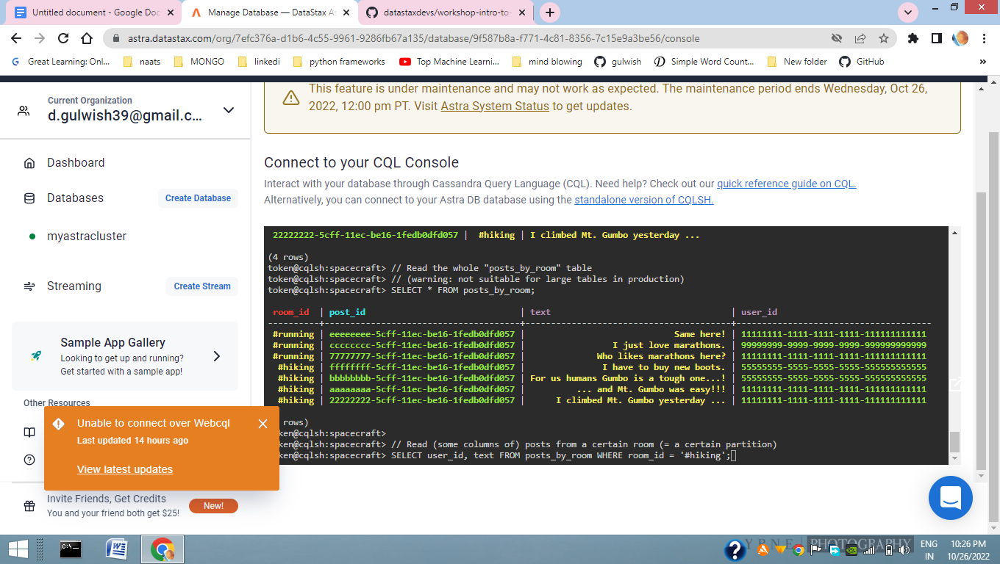 Untitled document - Google Doc
Manage Database — DataStax As
datastaxdevs/workshop-intro-to-
astra.datastax.com/org/7efc376a-d1b6-4c55-9961-9286fb67a135/database/9f587b8a-f771-4c81-8356-7c15e9a3be56/console
Great Learning: Onl...
naats
MONGO
linkedi
python frameworks
Top Machine Learni...
mind blowing
gulwish
Simple Word Count...
New folder
GitHub
»
Current Organization
d.gulwish39@gmail.c...
Dashboard
Databases
Create Database
myastracluster
Streaming
Create Stream
Sample App Gallery
Looking to get up and running?
Get started with a sample app!
Other Resources
Unable to connect over Webcql
Last updated 14 hours ago
View latest updates
Invite Friends, Get Credits
You and your friend both get $25!
New!
This feature is under maintenance and may not work as expected. The maintenance period ends Wednesday, Oct 26,
2022, 12:00 pm PT. Visit Astra System Status to get updates.
Connect to your CQL Console
Interact with your database through Cassandra Query Language (CQL). Need help? Check out our quick reference guide on CQL.
Alternatively, you can connect to your Astra DB database using the standalone version of CQLSH.
22222222-5cff-11ec-be16-1fedb0dfd057 | #hiking | I climbed Mt. Gumbo yesterday ...
(4 rows)
token@cqlsh:spacecraft> // Read the whole "posts_by_room" table
token@cqlsh:spacecraft> // (warning: not suitable for large tables in production)
token@cqlsh:spacecraft> SELECT * FROM posts_by_room;
room_id | post_id | text | user_id
#running | eeeeeeee-5cff-11ec-be16-1fedb0dfd057 | Same here! | 11111111-1111-1111-1111-111111111111
#running | cccccccc-5cff-11ec-be16-1fedb0dfd057 | I just love marathons. | 99999999-9999-9999-9999-999999999999
#running | 77777777-5cff-11ec-be16-1fedb0dfd057 | Who likes marathons here? | 11111111-1111-1111-1111-111111111111
#hiking | ffffffff-5cff-11ec-be16-1fedb0dfd057 | I have to buy new boots. | 55555555-5555-5555-5555-555555555555
#hiking | bbbbbbbb-5cff-11ec-be16-1fedb0dfd057 | For us humans Gumbo is a tough one...! | 55555555-5555-5555-5555-555555555555
#hiking | aaaaaaaa-5cff-11ec-be16-1fedb0dfd057 | ... and Mt. Gumbo was easy!!! | 11111111-1111-1111-1111-111111111111
#hiking | 22222222-5cff-11ec-be16-1fedb0dfd057 | I climbed Mt. Gumbo yesterday ... | 11111111-1111-1111-1111-111111111111
rows)
ken@cqlsh:spacecraft>
ken@cqlsh:spacecraft> // Read (some columns of) posts from a certain room (= a certain partition)
ken@cqlsh:spacecraft> SELECT user_id, text FROM posts_by_room WHERE room_id = '#hiking';
PHOTOGRAPHY
ENG
IN
10:26 PM
10/26/2022